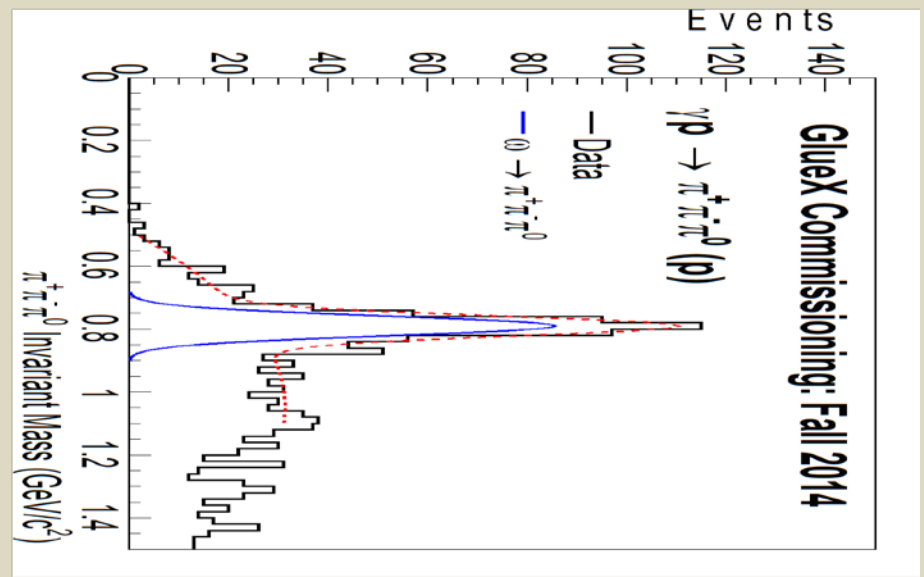 GlueX Commissioning: Fall 2014
γp → π⁺π⁻π⁰ (p)
Data
ω → π⁺π⁻π⁰
Events
140
120
100
80
60
40
20
0
0 0.2 0.4 0.6 0.8 1 1.2 1.4
π⁺π⁻π⁰ Invariant Mass (GeV/c²)